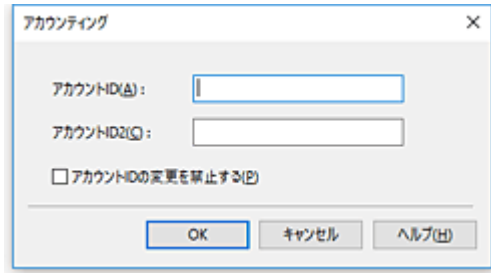 アカウンティング
アカウントID(A)：
アカウントID2(C)：
アカウントIDの変更を禁止する(P)
OK キャンセル ヘルプ(H)